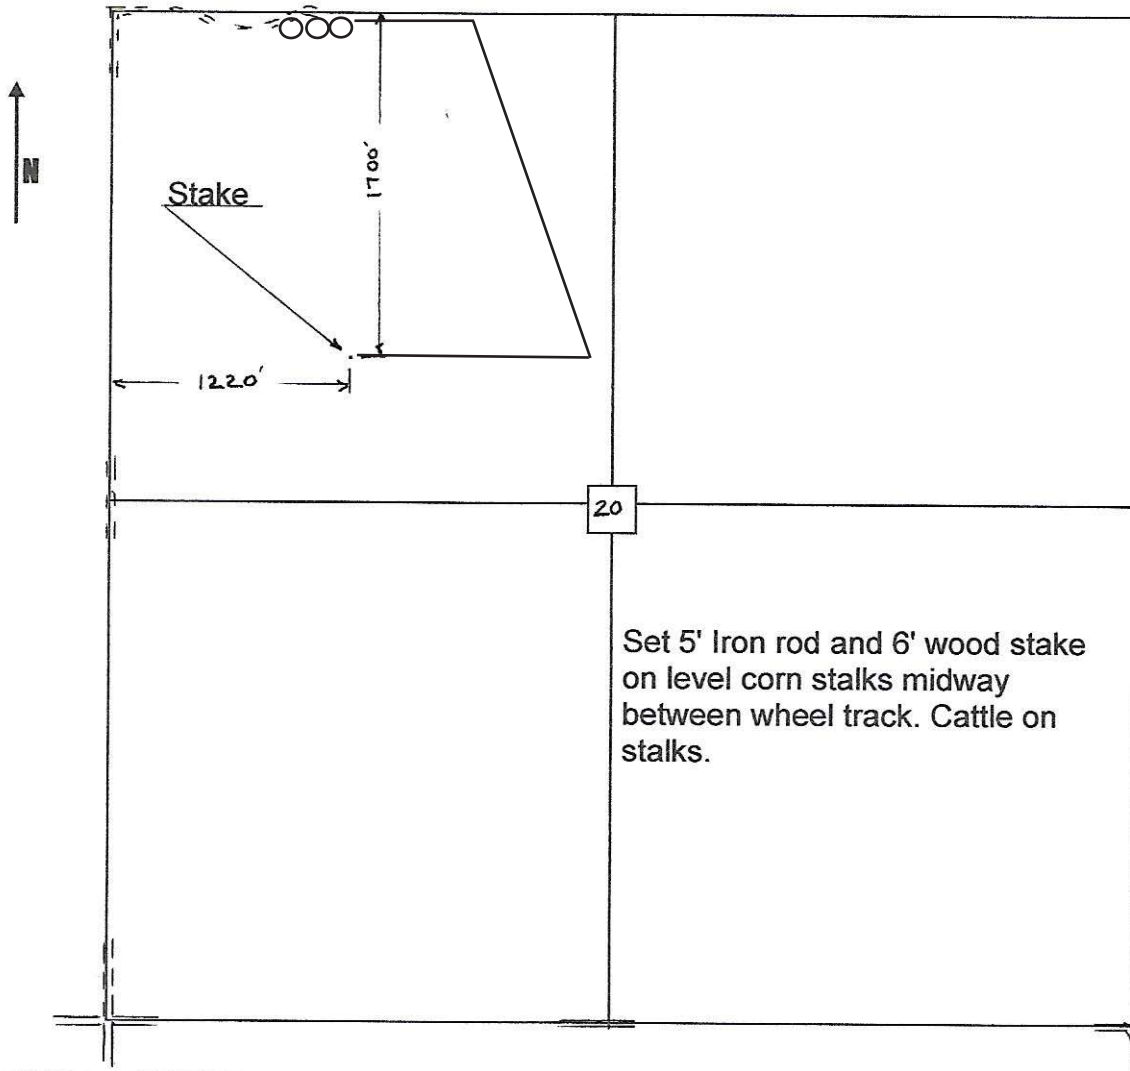 N
1700'
Stake
1220'
20
Set 5' Iron rod and 6' wood stake
on level corn stalks midway
between wheel track. Cattle on
stalks.